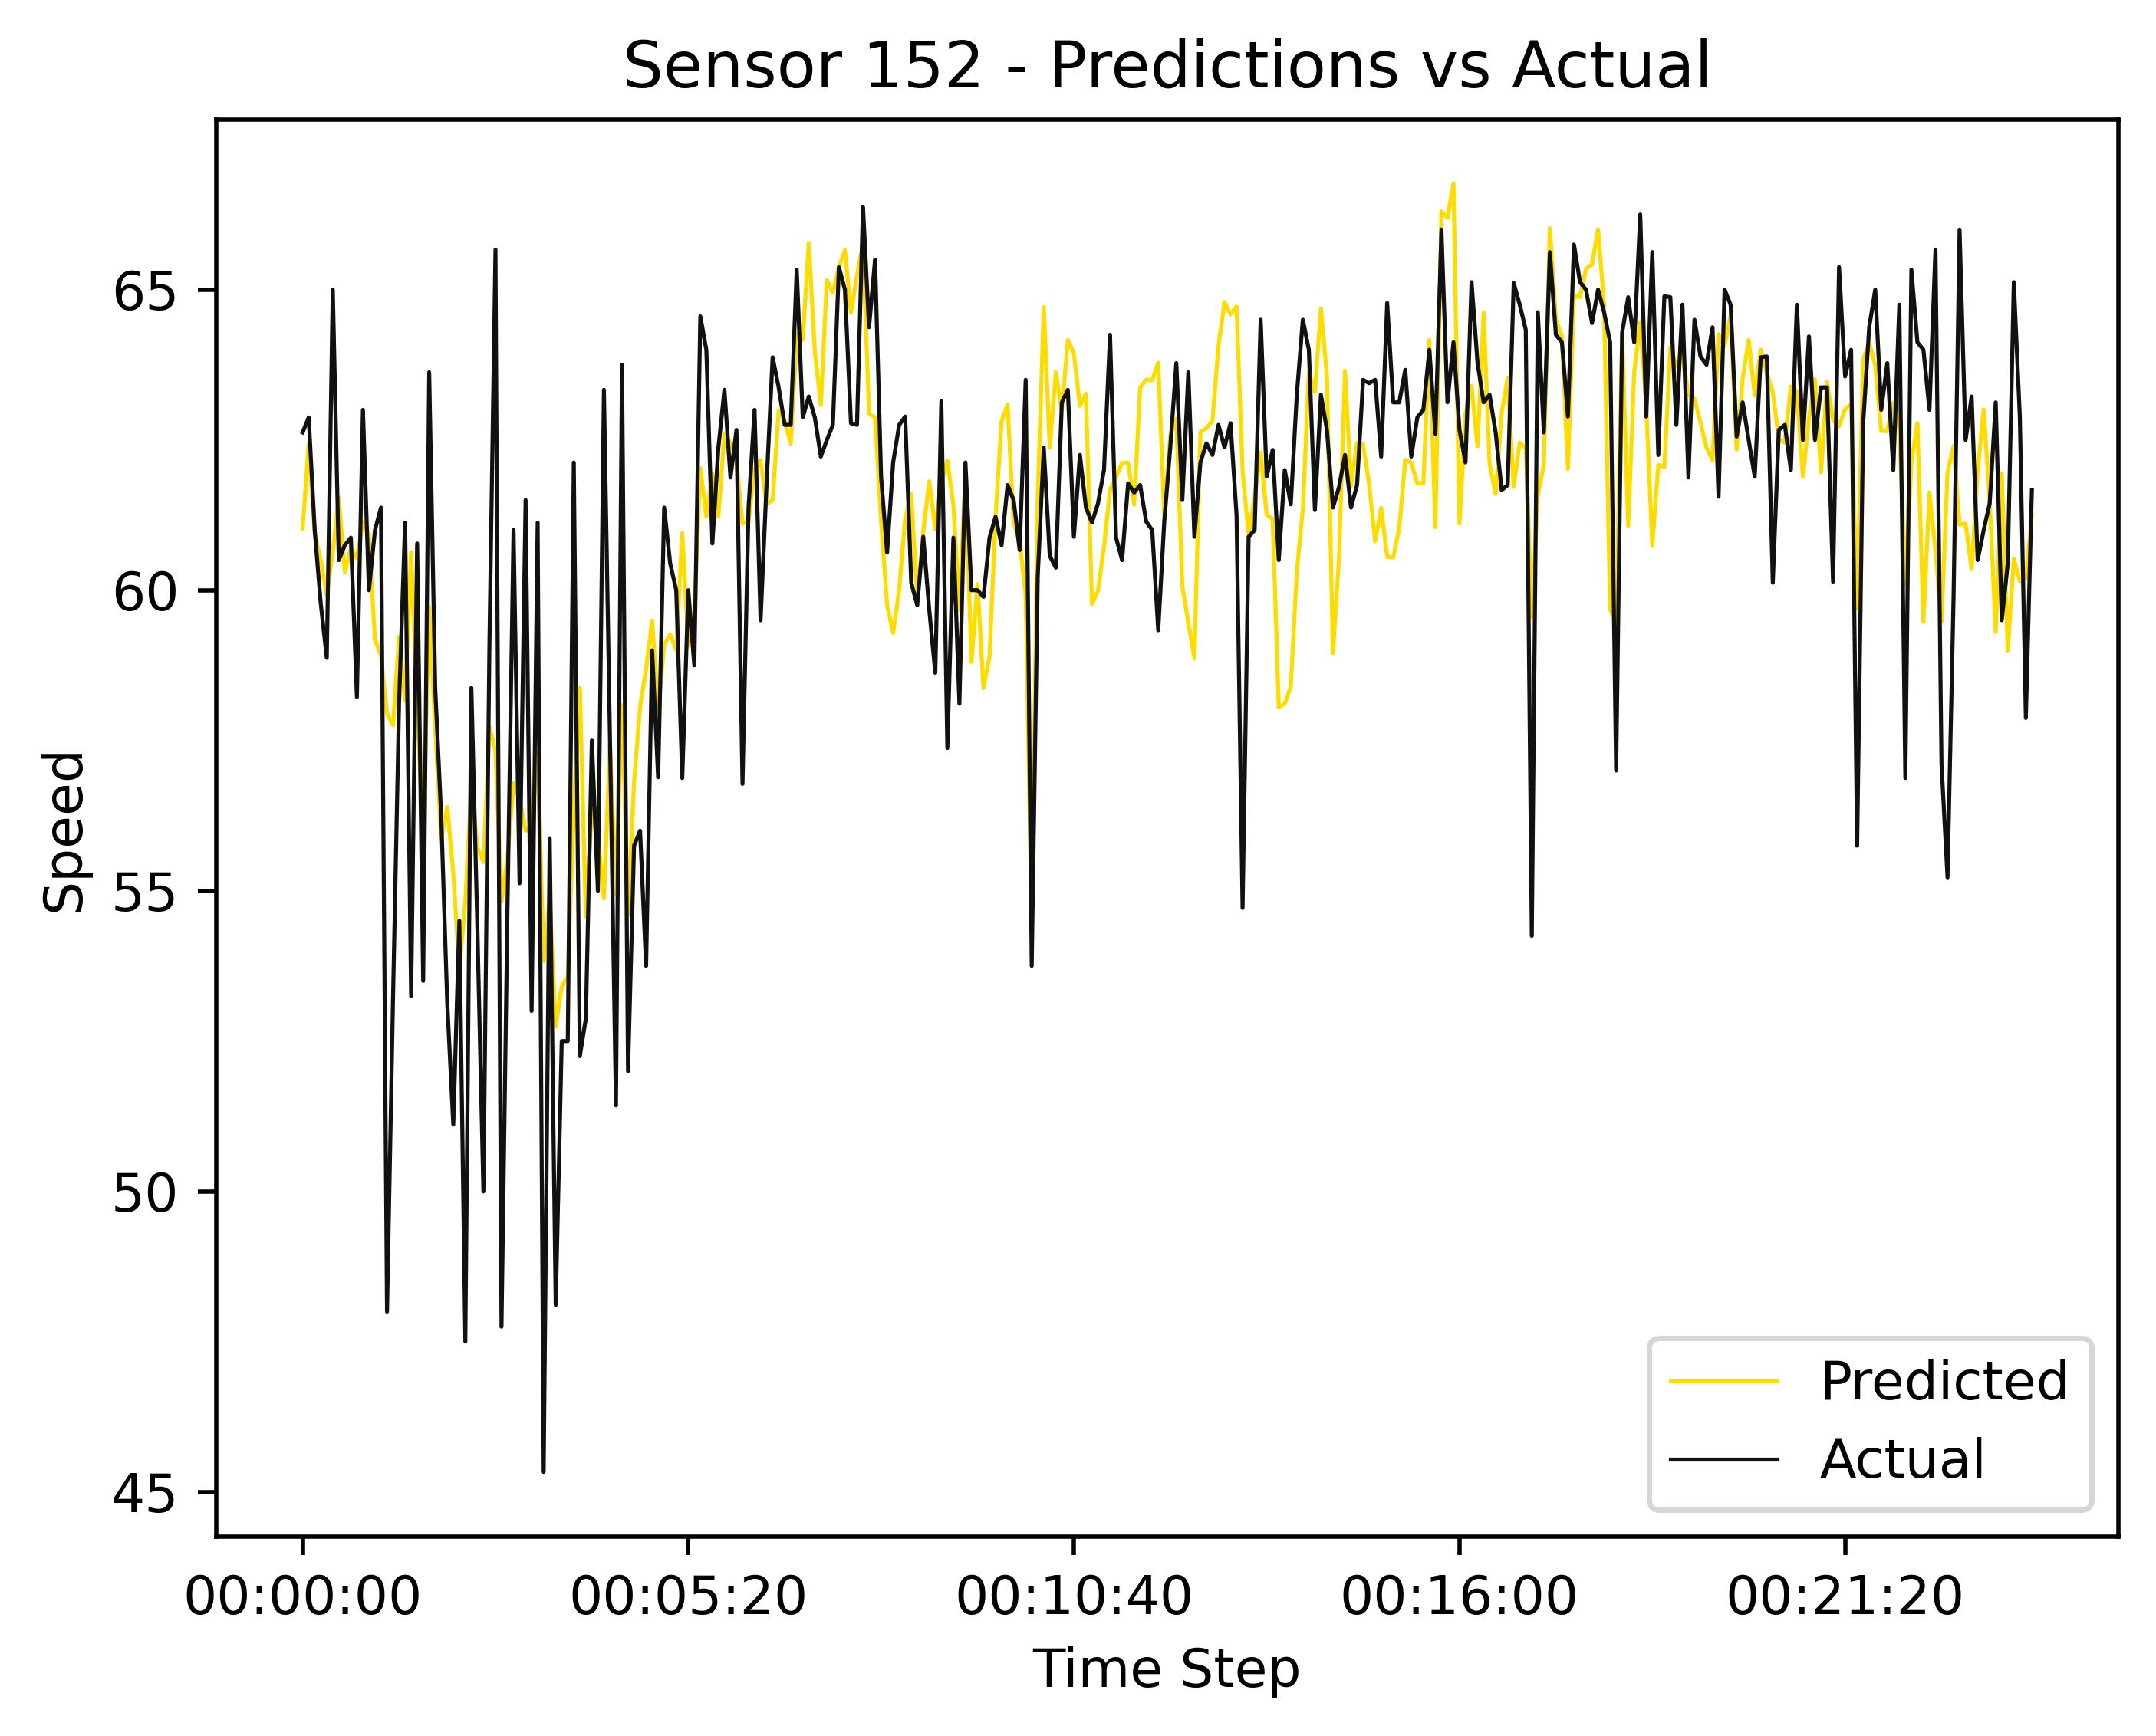 Sensor 152 - Predictions vs Actual
Speed
65
60
55
50
45
Predicted
Actual
00:00:00 00:05:20 00:10:40 00:16:00 00:21:20
Time Step